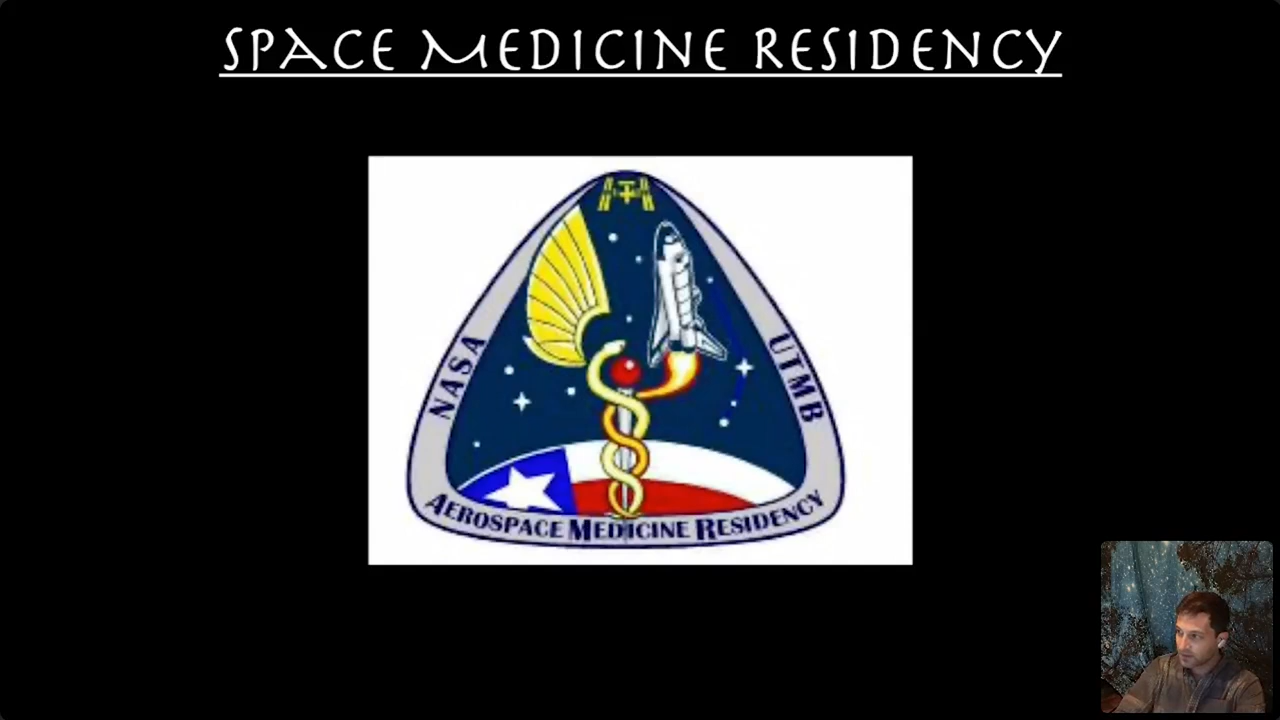 SPACE MEDICINE RESIDENCY
NASA
UTMB
AEROSPACE MEDICINE RESIDENCY